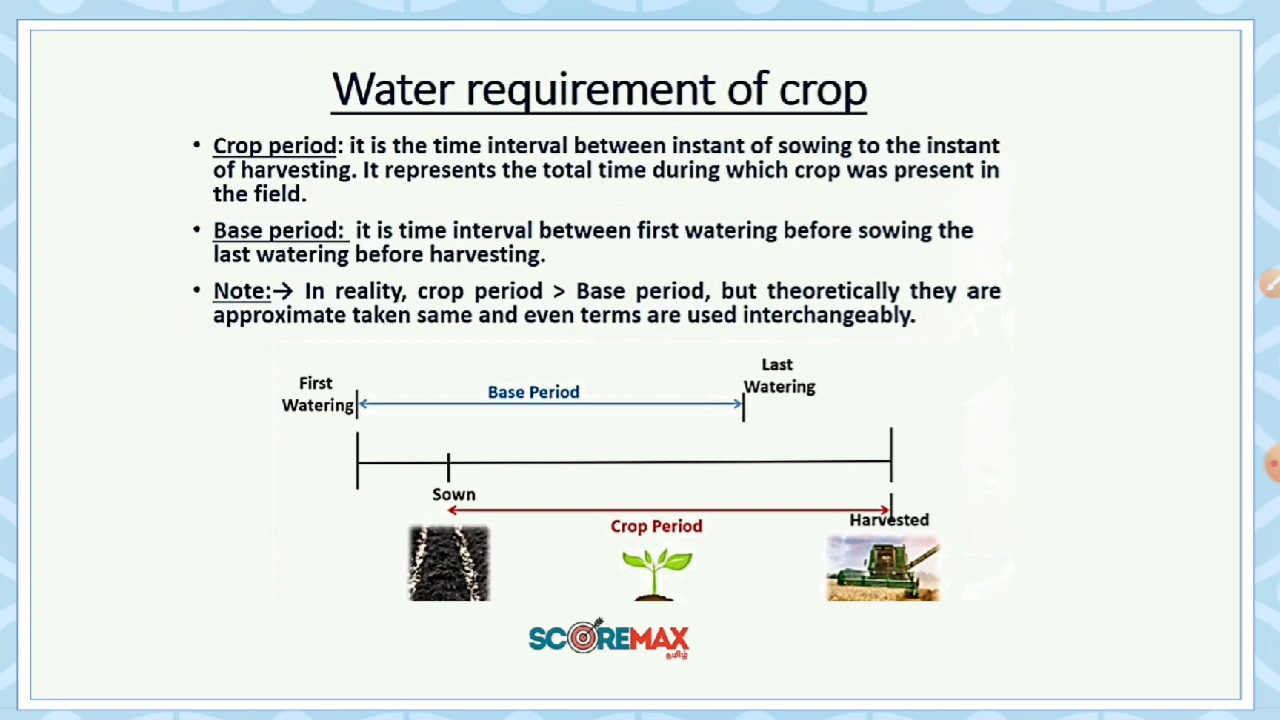 Water requirement of crop
• Crop period: it is the time interval between instant of sowing to the instant
of harvesting. It represents the total time during which crop was present in
the field.
• Base period: it is time interval between first watering before sowing the
last watering before harvesting.
• Note:→ In reality, crop period > Base period, but theoretically they are
approximate taken same and even terms are used interchangeably.
First
Watering
Base Period
Last
Watering
Sown
Crop Period
Harvested
SCOREMAX
தமிழ்